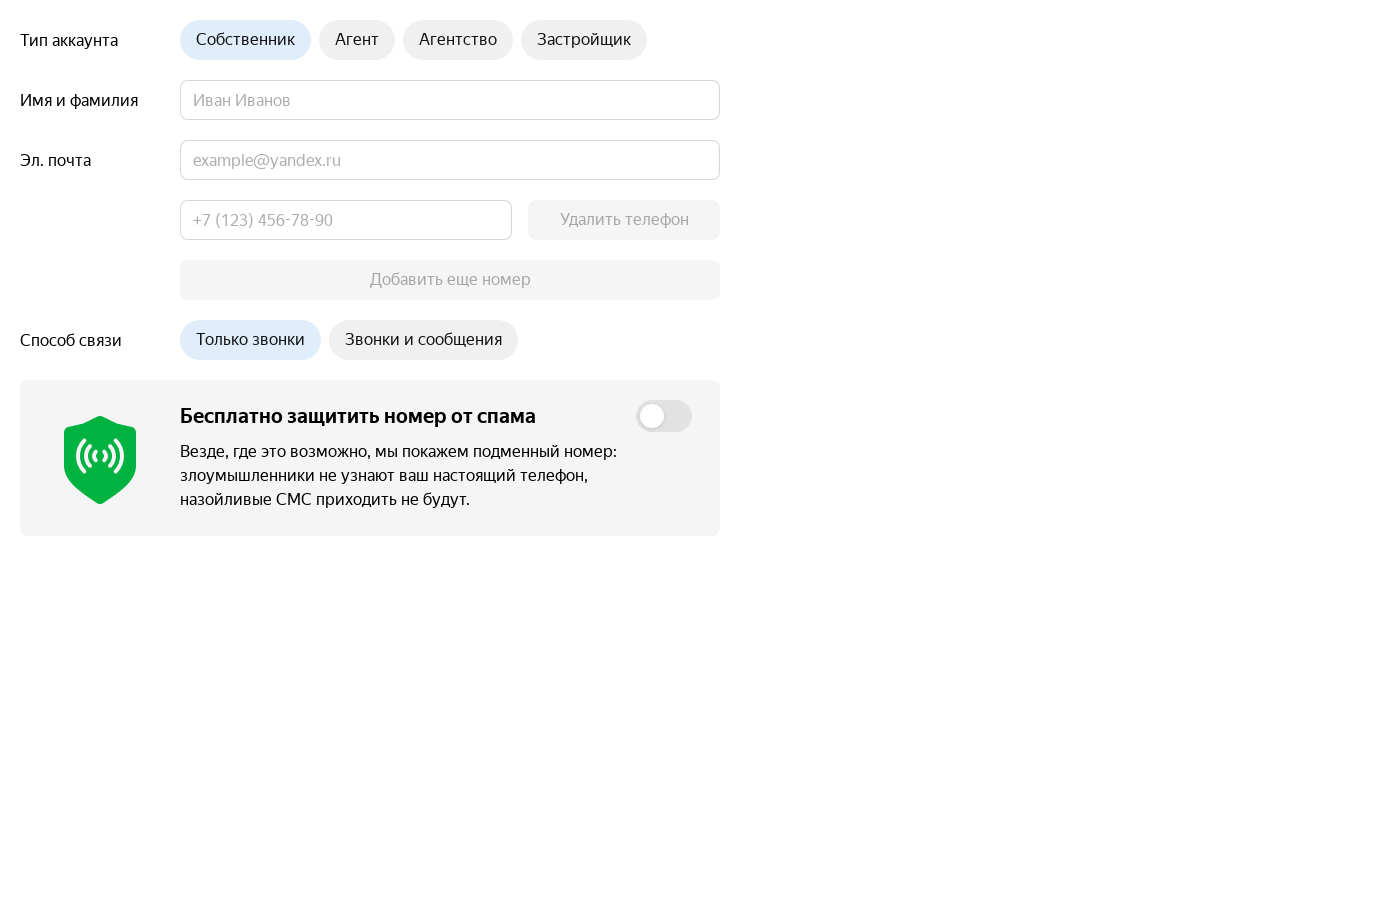 Тип аккаунта
Собственник
Агент
Агентство
Застройщик
Имя и фамилия
Иван Иванов
Эл. почта
example@yandex.ru
+7 (123) 456-78-90
Удалить телефон
Добавить еще номер
Способ связи
Только звонки
Звонки и сообщения
Бесплатно защитить номер от спама
Везде, где это возможно, мы покажем подменный номер:
злоумышленники не узнают ваш настоящий телефон,
назойливые СМС приходить не будут.